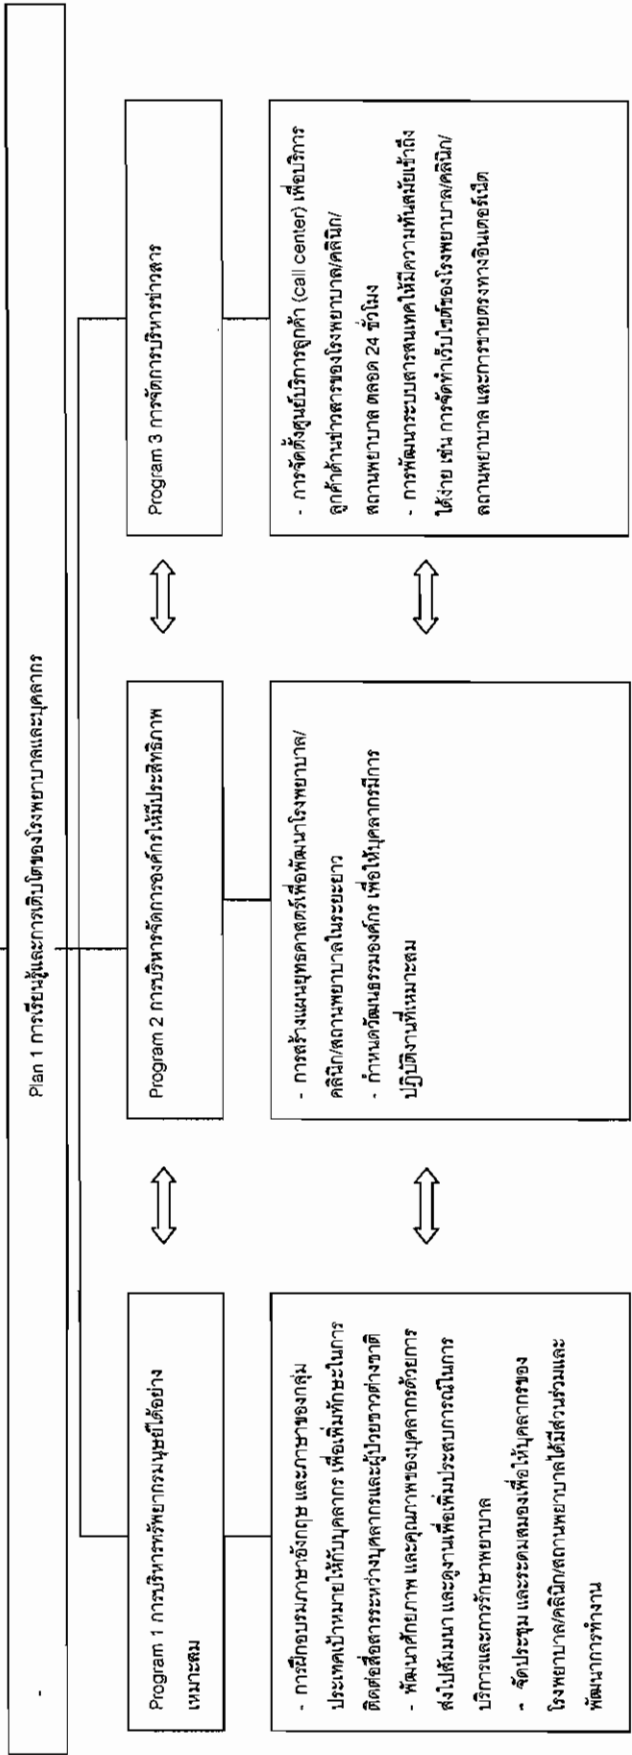 Plan 1 การเรียนรู้และการเติบโตของโรงพยาบาลและบุคลากร
-
Program 1 การบริหารทรัพยากรมนุษย์ได้อย่าง
เหมาะสม
- การฝึกอบรมภาษาอังกฤษ และภาษาของกลุ่ม
ประเทศเป้าหมายให้กับบุคลากร เพื่อเพิ่มทักษะในการ
ติดต่อสื่อสารระหว่างบุคลากรและผู้ป่วยชาวต่างชาติ
- พัฒนาศักยภาพ และคุณภาพของบุคลากรด้วยการ
ส่งไปสัมมนา และดูงานเพื่อเพิ่มประสบการณ์ในการ
บริการและการรักษาพยาบาล
- จัดประชุม และระดมสมองเพื่อให้บุคลากรของ
โรงพยาบาล/คลินิก/สถานพยาบาลได้มีส่วนร่วมและ
พัฒนาการทำงาน
Program 2 การบริหารจัดการองค์กรให้มีประสิทธิภาพ
- การสร้างแผนยุทธศาสตร์เพื่อพัฒนาโรงพยาบาล/
คลินิก/สถานพยาบาลในระยะยาว
- กำหนดวัฒนธรรมองค์กร เพื่อให้บุคลากรมีการ
ปฏิบัติงานที่เหมาะสม
Program 3 การจัดการบริหารข่าวสาร
- การจัดตั้งศูนย์บริการลูกค้า (call center) เพื่อบริการ
ลูกค้าด้านข่าวสารของโรงพยาบาล/คลินิก/
สถานพยาบาล ตลอด 24 ชั่วโมง
- การพัฒนาระบบสารสนเทศให้มีความทันสมัยเข้าถึง
ได้ง่าย เช่น การจัดทำเว็บไซต์ของโรงพยาบาล/คลินิก/
สถานพยาบาล และการขายตรงทางอินเตอร์เน็ต